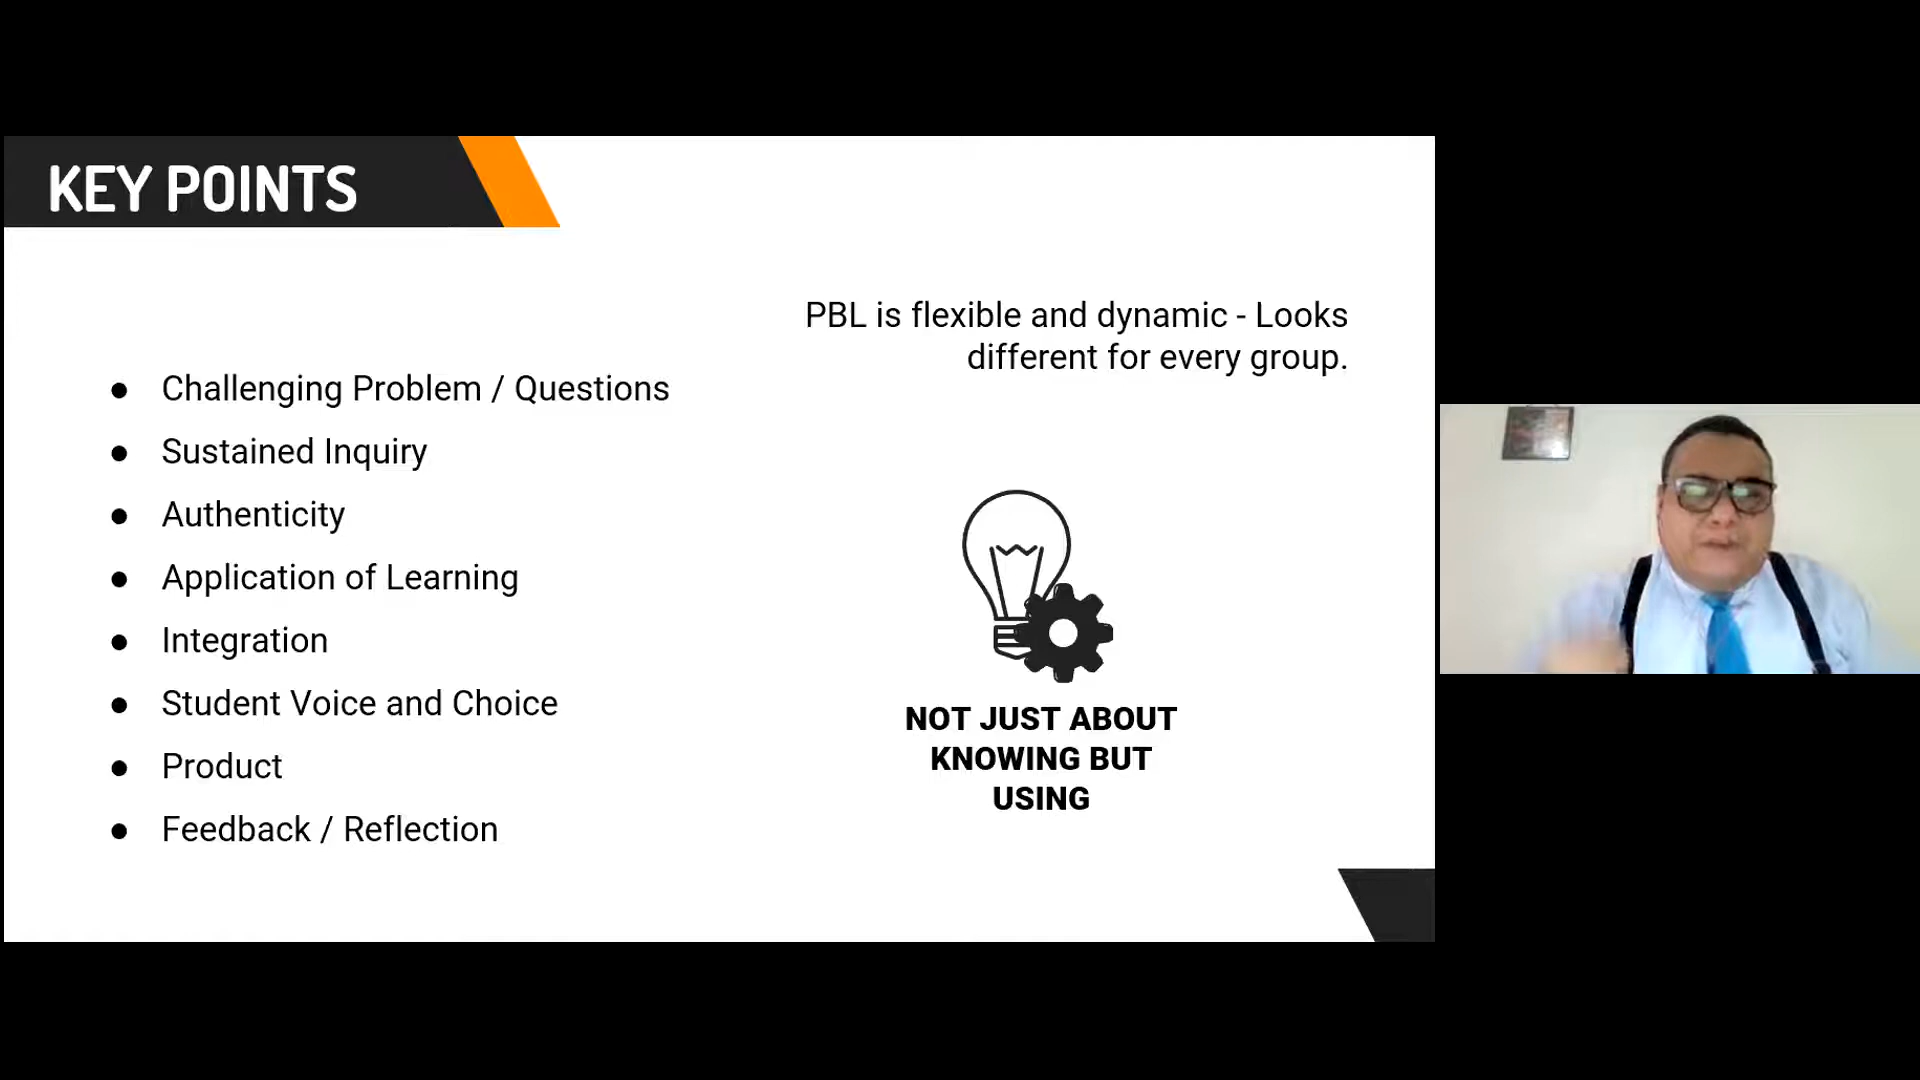 KEY POINTS
PBL is flexible and dynamic - Looks
different for every group.
● Challenging Problem / Questions
● Sustained Inquiry
● Authenticity
● Application of Learning
● Integration
● Student Voice and Choice
● Product
● Feedback / Reflection
NOT JUST ABOUT
KNOWING BUT
USING